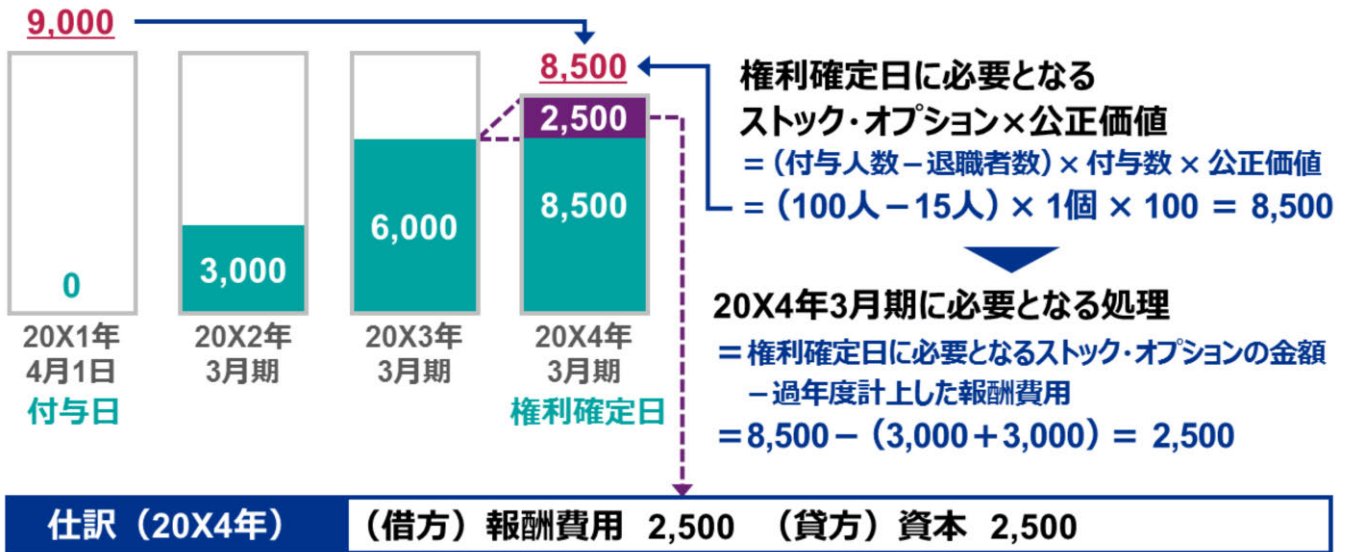 9,000
8,500
2,500
8,500
6,000
3,000
0
20X1年
4月1日
付与日
20X2年
3月期
20X3年
3月期
20X4年
3月期
権利確定日
権利確定日に必要となる
ストック・オプション×公正価値
＝（付与人数－退職者数）× 付与数 × 公正価値
＝（100人－15人）× 1個 × 100 ＝ 8,500
20X4年3月期に必要となる処理
＝権利確定日に必要となるストック・オプションの金額
－過年度計上した報酬費用
＝8,500－（3,000＋3,000）＝ 2,500
仕訳（20X4年） （借方）報酬費用 2,500 （貸方）資本 2,500